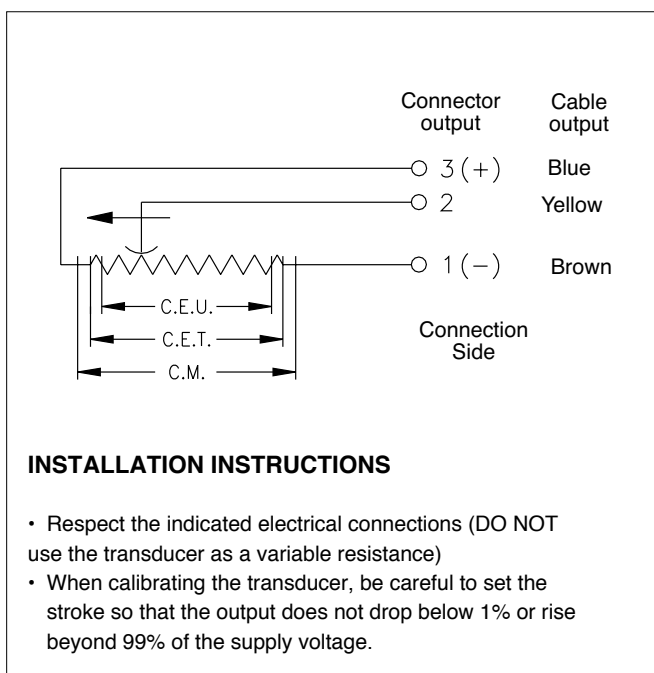 Connector output
Cable output
3 (+) Blue
2 Yellow
1 (−) Brown
C.E.U.
C.E.T.
C.M.
Connection Side
INSTALLATION INSTRUCTIONS
• Respect the indicated electrical connections (DO NOT
use the transducer as a variable resistance)
• When calibrating the transducer, be careful to set the
stroke so that the output does not drop below 1% or rise
beyond 99% of the supply voltage.